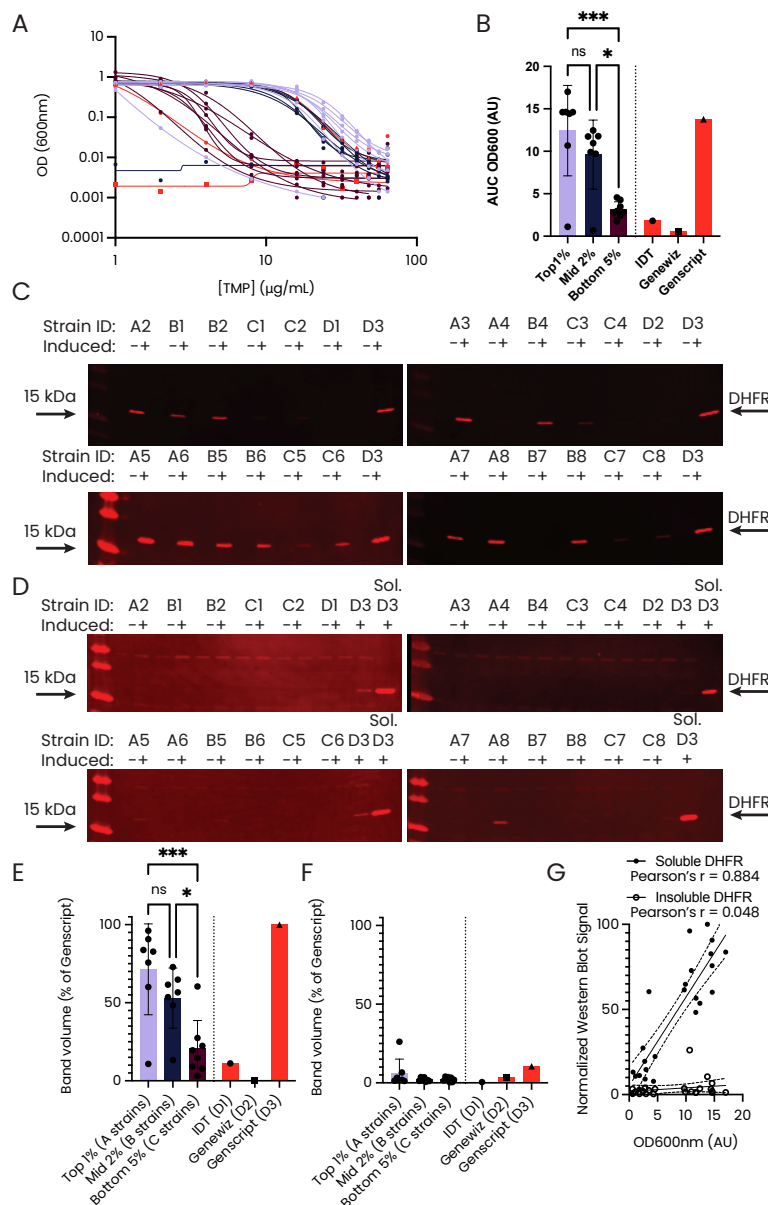 A
10
1
0.1
0.01
0.001
0.0001
OD (600nm)
1
10
100
[TMP] (µg/mL)
B
***
ns
*
20
15
10
5
0
AUC OD600 (AU)
Top1%
Mid 2%
Bottom 5%
IDT
Genewiz
Genscript
C
Strain ID: A2 B1 B2 C1 C2 D1 D3
Induced: -+ -+ -+ -+ -+ -+ -+
A3 A4 B4 C3 C4 D2 D3
-+ -+ -+ -+ -+ -+ -+
15 kDa
DHFR
Strain ID: A5 A6 B5 B6 C5 C6 D3
Induced: -+ -+ -+ -+ -+ -+ -+
A7 A8 B7 B8 C7 C8 D3
-+ -+ -+ -+ -+ -+ -+
15 kDa
DHFR
D
Sol.
Strain ID: A2 B1 B2 C1 C2 D1 D3 D3
Induced: -+ -+ -+ -+ -+ -+ + +
Sol.
A3 A4 B4 C3 C4 D2 D3 D3
-+ -+ -+ -+ -+ -+ + +
15 kDa
DHFR
Sol.
Strain ID: A5 A6 B5 B6 C5 C6 D3 D3
Induced: -+ -+ -+ -+ -+ -+ + +
Sol.
A7 A8 B7 B8 C7 C8 D3
-+ -+ -+ -+ -+ -+ +
15 kDa
DHFR
E
***
ns
*
100
50
0
Band volume (% of Genscript)
Top 1% (A strains)
Mid 2% (B strains)
Bottom 5% (C strains)
IDT (D1)
Genewiz (D2)
Genscript (D3)
F
100
50
0
Band volume (% of Genscript)
Top 1% (A strains)
Mid 2% (B strains)
Bottom 5% (C strains)
IDT (D1)
Genewiz (D2)
Genscript (D3)
G
Soluble DHFR
Pearson's r = 0.884
Insoluble DHFR
Pearson's r = 0.048
100
50
0
Normalized Western Blot Signal
0
10
20
OD600nm (AU)